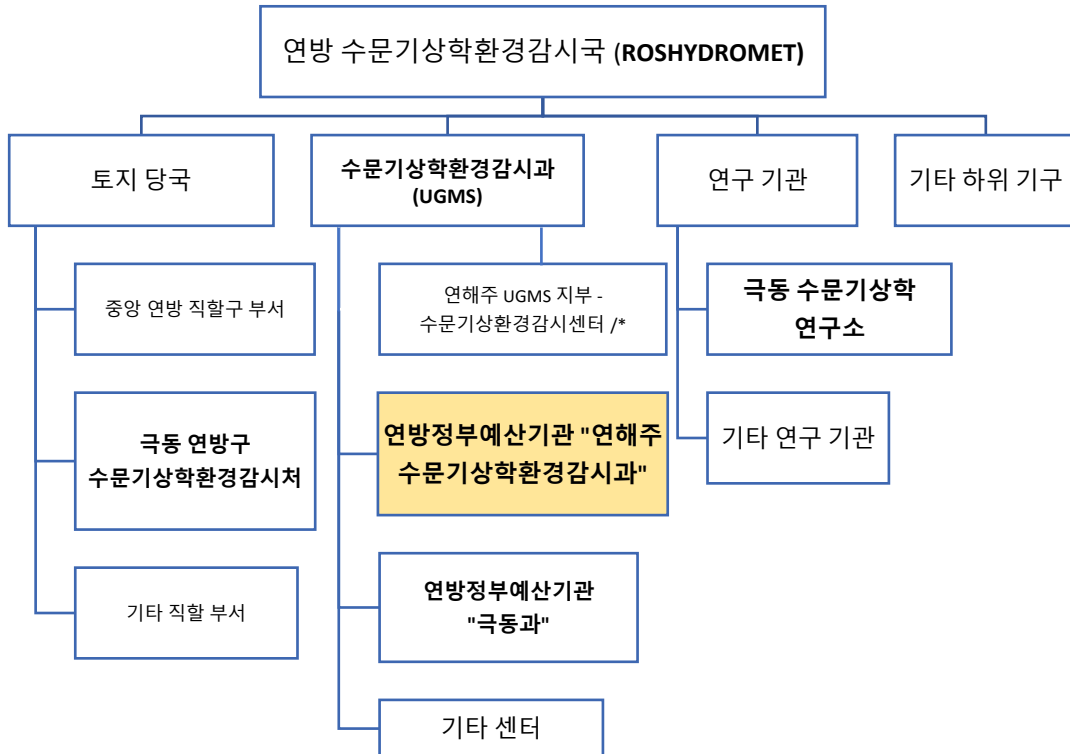 연방 수문기상학환경감시국 (ROSHYDROMET)
토지 당국
수문기상학환경감시과
(UGMS)
연구 기관
기타 하위 기구
중앙 연방 직할구 부서
연해주 UGMS 지부 -
수문기상환경감시센터 /*
극동 수문기상학
연구소
극동 연방구
수문기상학환경감시처
연방정부예산기관 "연해주
수문기상학환경감시과"
기타 연구 기관
기타 직할 부서
연방정부예산기관
"극동과"
기타 센터